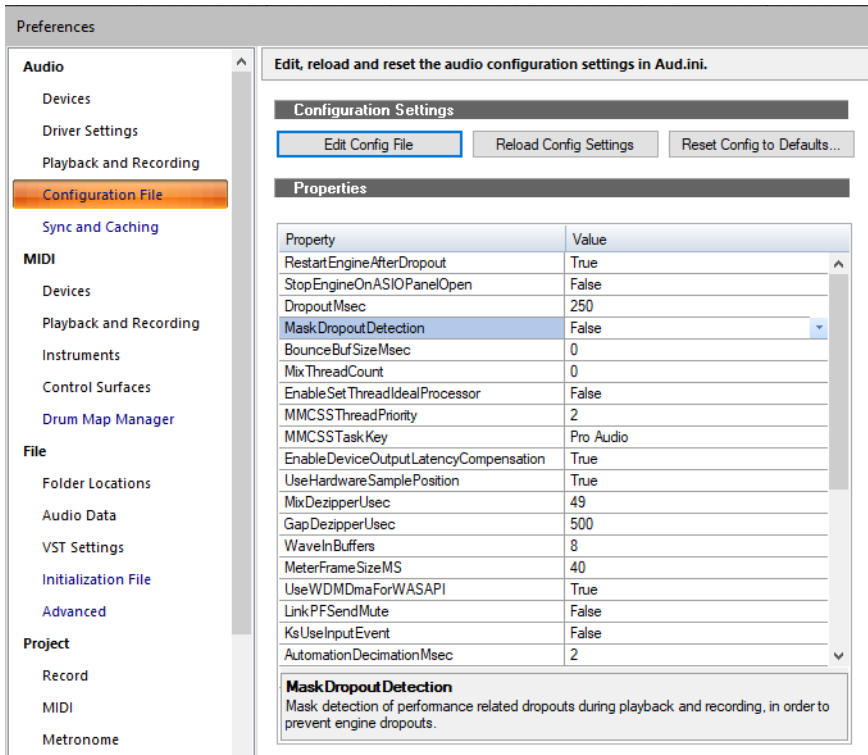 Preferences
Audio
Devices
Driver Settings
Playback and Recording
Configuration File
Sync and Caching
MIDI
Devices
Playback and Recording
Instruments
Control Surfaces
Drum Map Manager
File
Folder Locations
Audio Data
VST Settings
Initialization File
Advanced
Project
Record
MIDI
Metronome
Edit, reload and reset the audio configuration settings in Aud.ini.
Configuration Settings
Edit Config File Reload Config Settings Reset Config to Defaults...
Properties
Property Value
RestartEngineAfterDropout True
StopEngineOnASIOPanelOpen False
DropoutMsec 250
MaskDropoutDetection False
BounceBufSizeMsec 0
MixThreadCount 0
EnableSetThreadIdealProcessor False
MMCSSThreadPriority 2
MMCSSTaskKey Pro Audio
EnableDeviceOutputLatencyCompensation True
UseHardwareSamplePosition True
MixDezipperUsec 49
GapDezipperUsec 500
WaveInBuffers 8
MeterFrameSizeMS 40
UseWDMDmaForWASAPI True
LinkPFSendMute False
KsUseInputEvent False
AutomationDecimationMsec 2
MaskDropoutDetection
Mask detection of performance related dropouts during playback and recording, in order to
prevent engine dropouts.